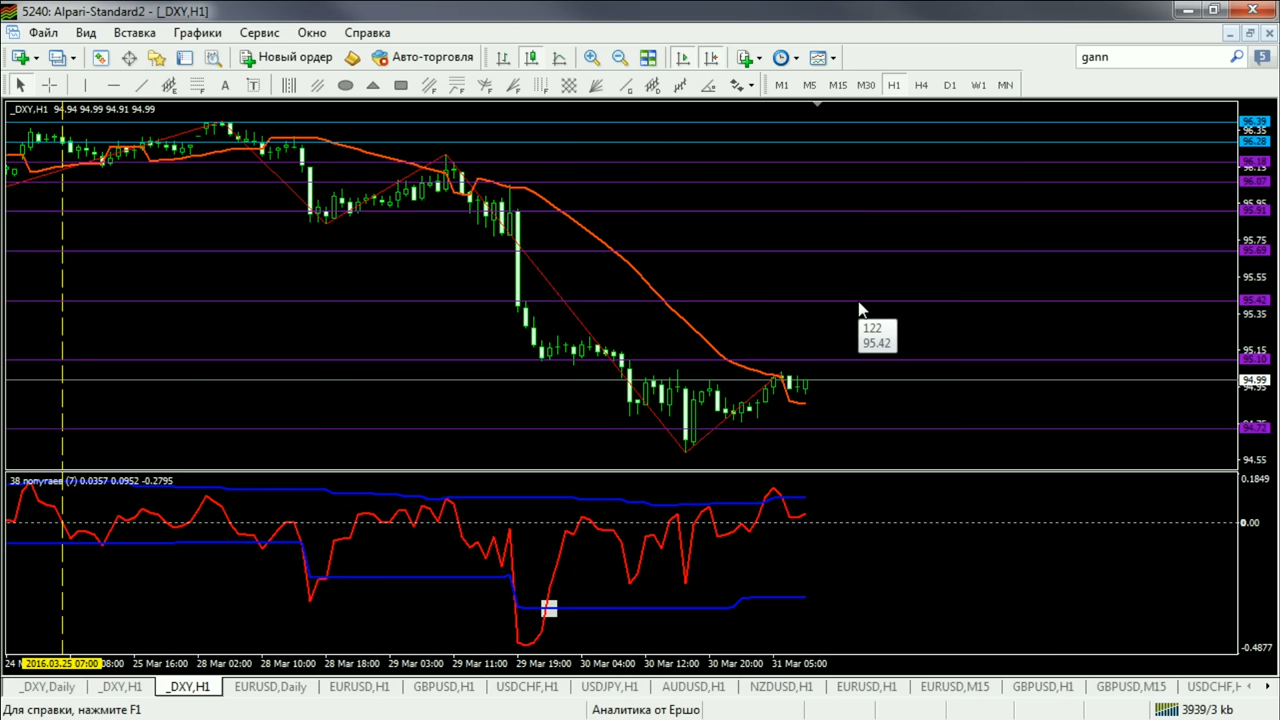 5240: Alpari-Standard2 - [_DXY,H1]
Файл Вид Вставка Графики Сервис Окно Справка
Новый ордер Авто-торговля gann 5
A T M1 M5 M15 M30 H1 H4 D1 W1 MN
_DXY,H1 94.94 94.99 94.91 94.99
96.39
96.35
96.28
96.18
96.15
96.07
95.95
95.91
95.75
95.69
95.55
95.42
95.35
122
95.42
95.15
95.10
94.99
94.95
94.72
94.55
38 попугаев (7) 0.0357 0.0952 -0.2795
0.1849
0.00
-0.4877
2016.03.25 07:00 25 Mar 16:00 28 Mar 02:00 28 Mar 10:00 28 Mar 18:00 29 Mar 03:00 29 Mar 11:00 29 Mar 19:00 30 Mar 04:00 30 Mar 12:00 30 Mar 20:00 31 Mar 05:00
_DXY,Daily _DXY,H1 _DXY,H1 EURUSD,Daily EURUSD,H1 GBPUSD,H1 USDCHF,H1 USDJPY,H1 AUDUSD,H1 NZDUSD,H1 EURUSD,H1 EURUSD,M15 GBPUSD,H1 GBPUSD,M15 USDCHF,
Для справки, нажмите F1 Аналитика от Ершо 3939/3 kb